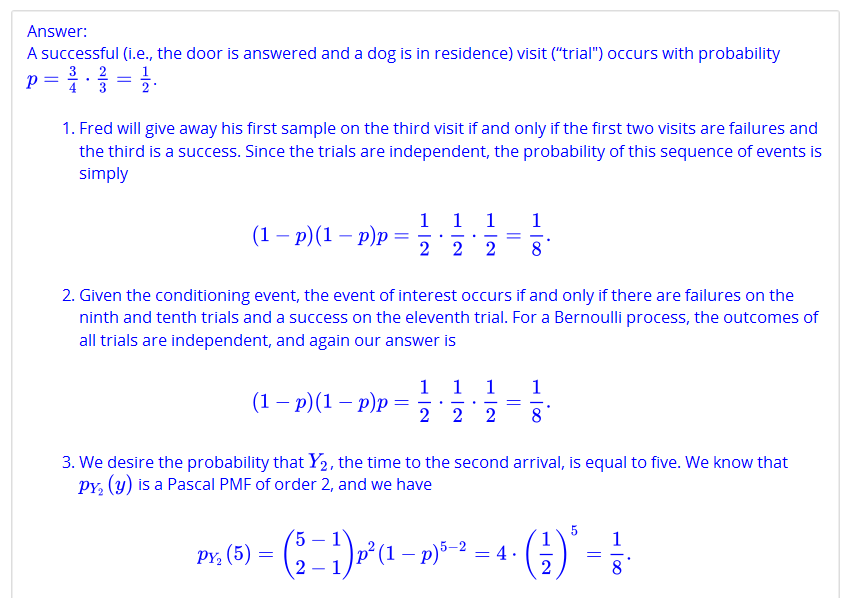 Answer:
A successful (i.e., the door is answered and a dog is in residence) visit (“trial") occurs with probability
p = 3/4 · 2/3 = 1/2.
1. Fred will give away his first sample on the third visit if and only if the first two visits are failures and
the third is a success. Since the trials are independent, the probability of this sequence of events is
simply
(1 − p)(1 − p)p = 1/2 · 1/2 · 1/2 = 1/8.
2. Given the conditioning event, the event of interest occurs if and only if there are failures on the
ninth and tenth trials and a success on the eleventh trial. For a Bernoulli process, the outcomes of
all trials are independent, and again our answer is
(1 − p)(1 − p)p = 1/2 · 1/2 · 1/2 = 1/8.
3. We desire the probability that Y₂, the time to the second arrival, is equal to five. We know that
p_{Y₂}(y) is a Pascal PMF of order 2, and we have
p_{Y₂}(5) = (5 − 1 \choose 2 − 1) p²(1 − p)^{5−2} = 4 · (1/2)^5 = 1/8.